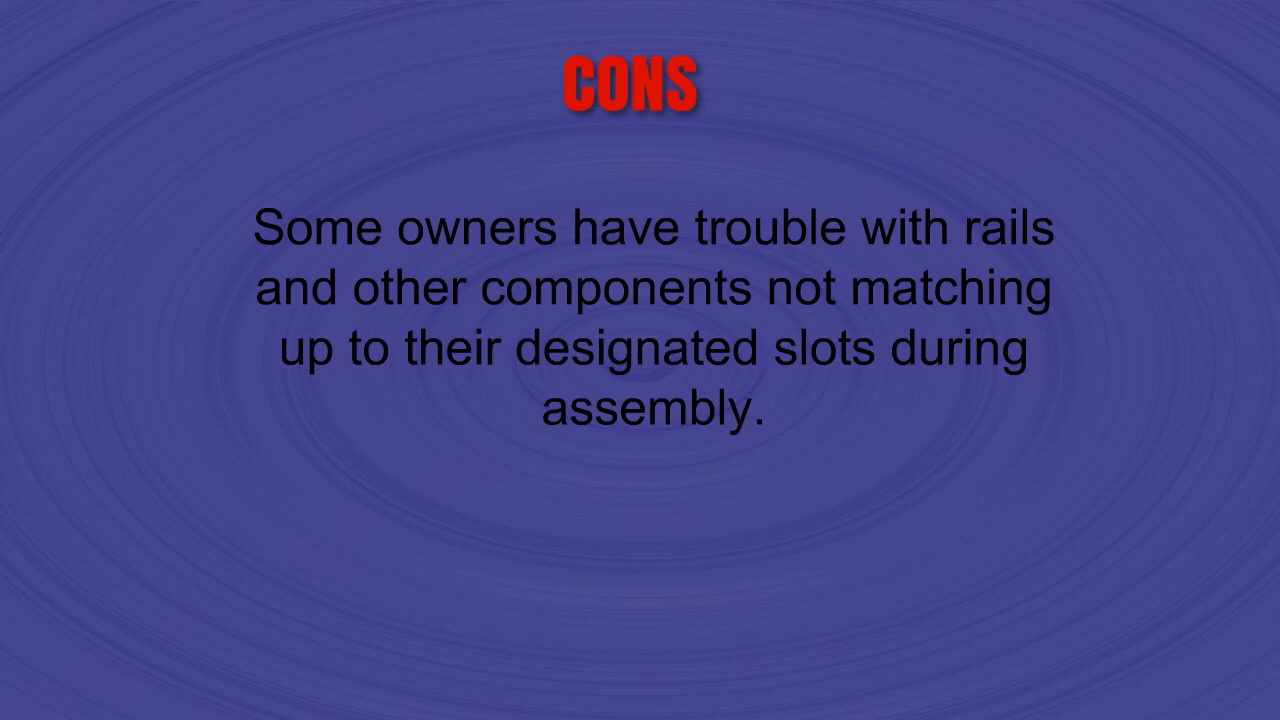 CONS
Some owners have trouble with rails
and other components not matching
up to their designated slots during
assembly.